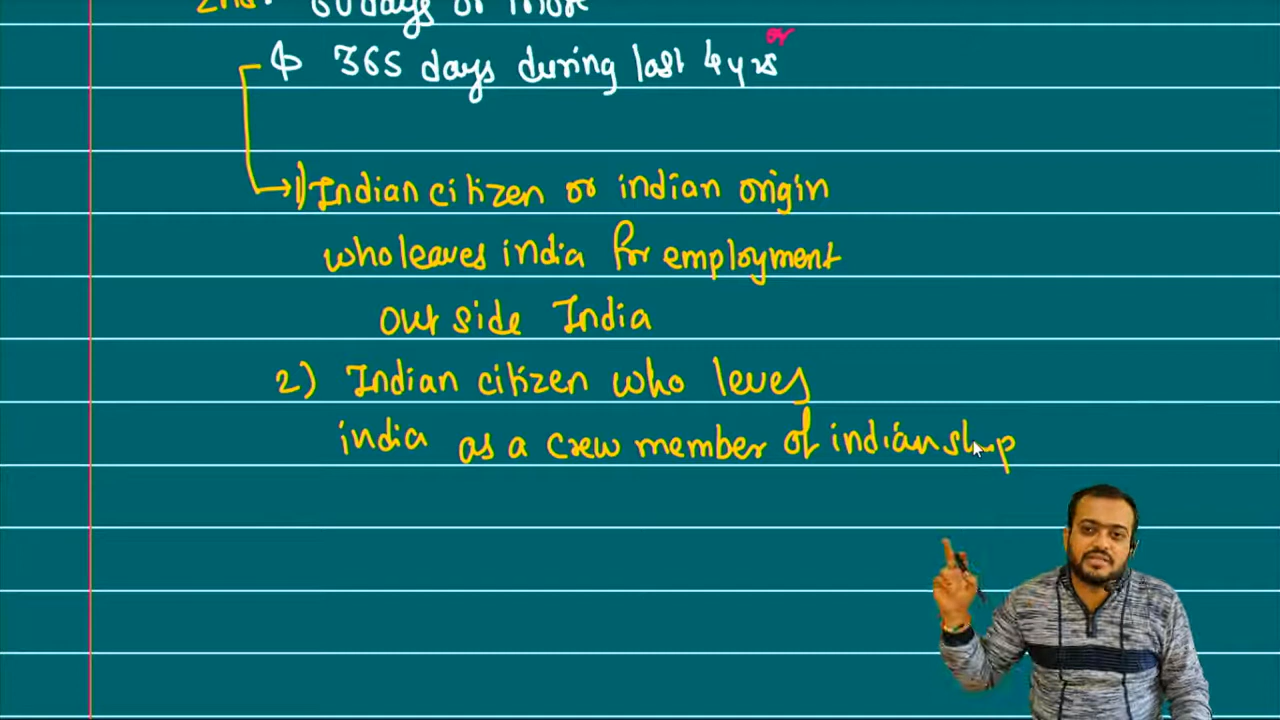 2nd: 60 days or more
& 365 days during last 4 yrs or
1) Indian citizen or indian origin
who leaves india for employment
out side India
2) Indian citizen who leves
india as a crew member of indian ship